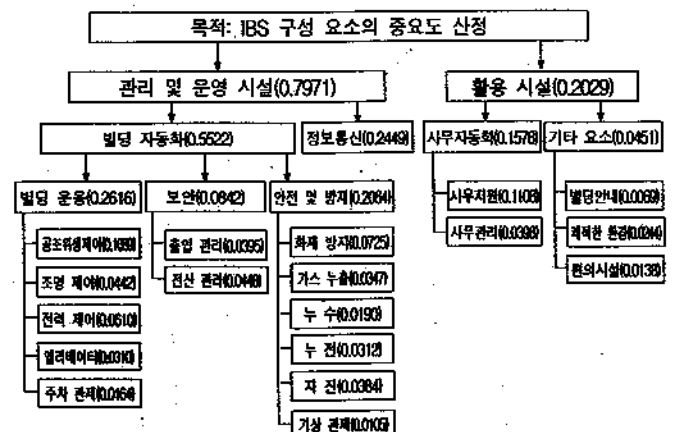 목적: IBS 구성 요소의 중요도 산정
관리 및 운영 시설(0.7971)
활용 시설(0.2029)
빌딩 자동화(0.5522)
정보통신(0.2449)
사무자동화(0.1578)
기타 요소(0.0451)
빌딩 운용(0.2616)
보안(0.0842)
안전 및 방재(0.2064)
사무지원
사무관리(0.0398)
빌딩안내(0.0069)
쾌적한 환경(0.0244)
편의시설(0.0138)
공조위생제어
조명 제어(0.0442)
전력 제어(0.0610)
엘리베이터(0.0310)
주차 관제(0.0164)
출입 관리(0.0395)
전산 관리
화재 방지(0.0725)
가스 누출(0.0347)
누 수(0.0190)
누 전(0.0312)
지 진(0.0384)
기상 관제(0.0105)